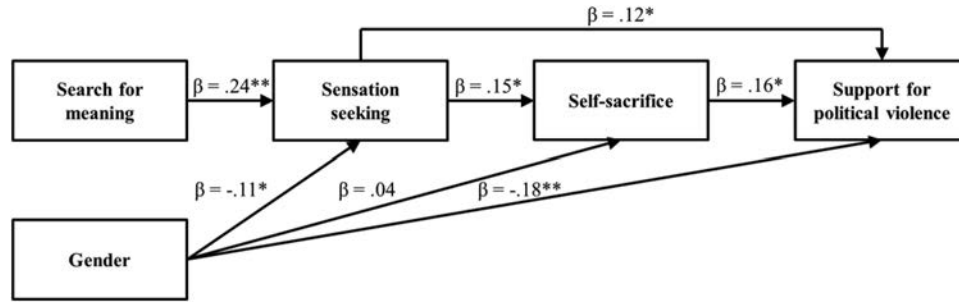 β = .12*
Search for
meaning
β = .24**
Sensation
seeking
β = .15*
Self-sacrifice
β = .16*
Support for
political violence
β = -.11*
β = .04
β = -.18**
Gender